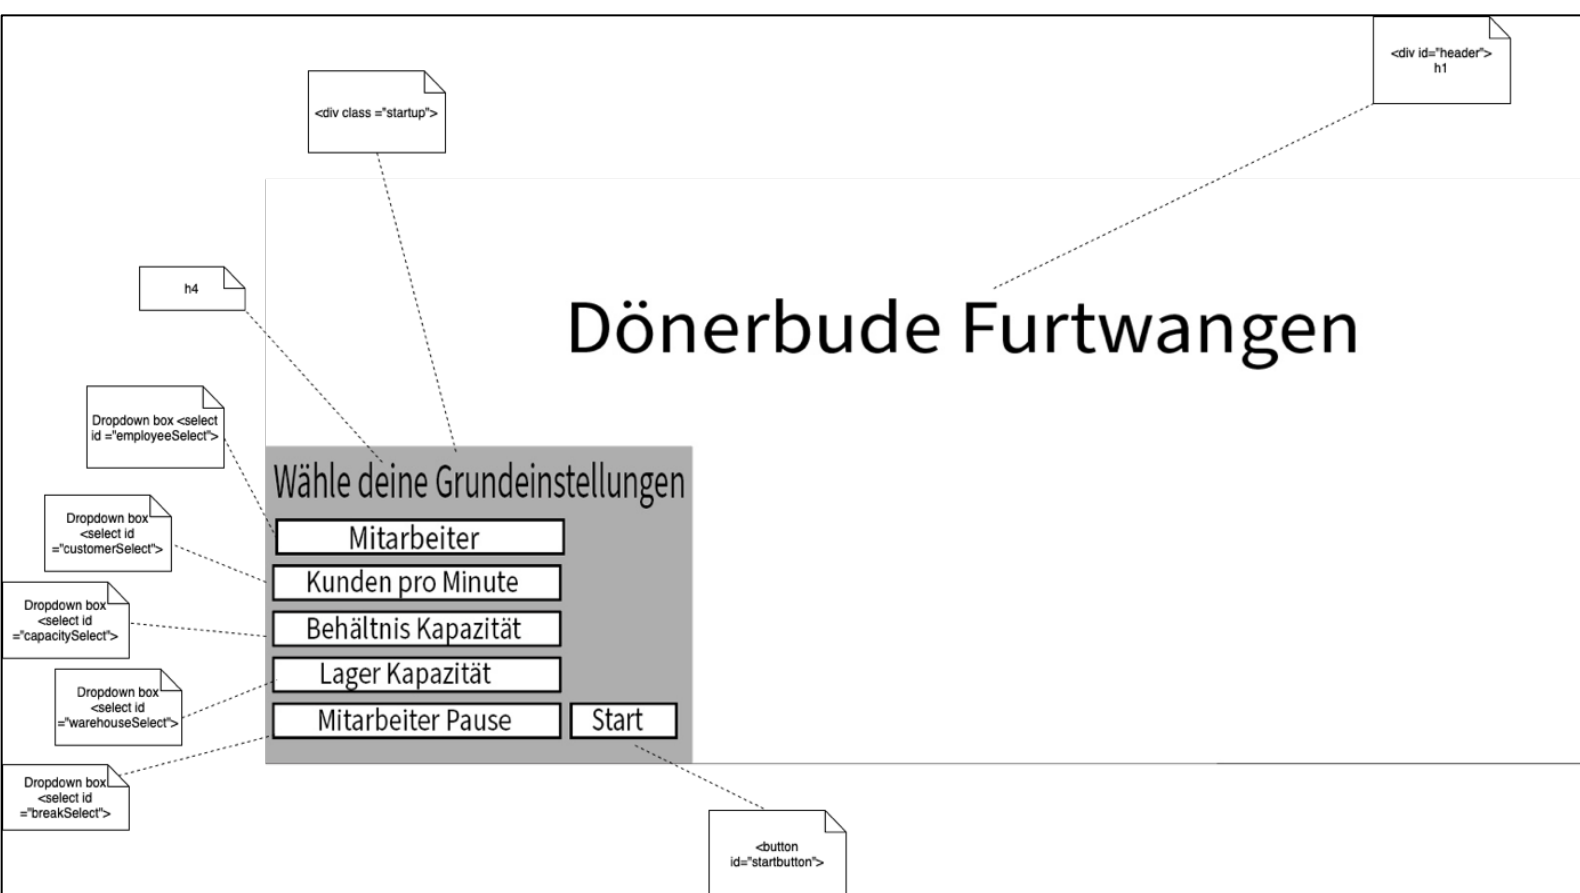 <div id="header">
h1
<div class ="startup">
h4
Dönerbude Furtwangen
Dropdown box <select
id ="employeeSelect">
Wähle deine Grundeinstellungen
Dropdown box
<select id
="customerSelect">
Mitarbeiter
Kunden pro Minute
Dropdown box
<select id
="capacitySelect">
Behältnis Kapazität
Dropdown box
<select id
="warehouseSelect">
Lager Kapazität
Mitarbeiter Pause
Start
Dropdown box
<select id
="breakSelect">
<button
id="startbutton">